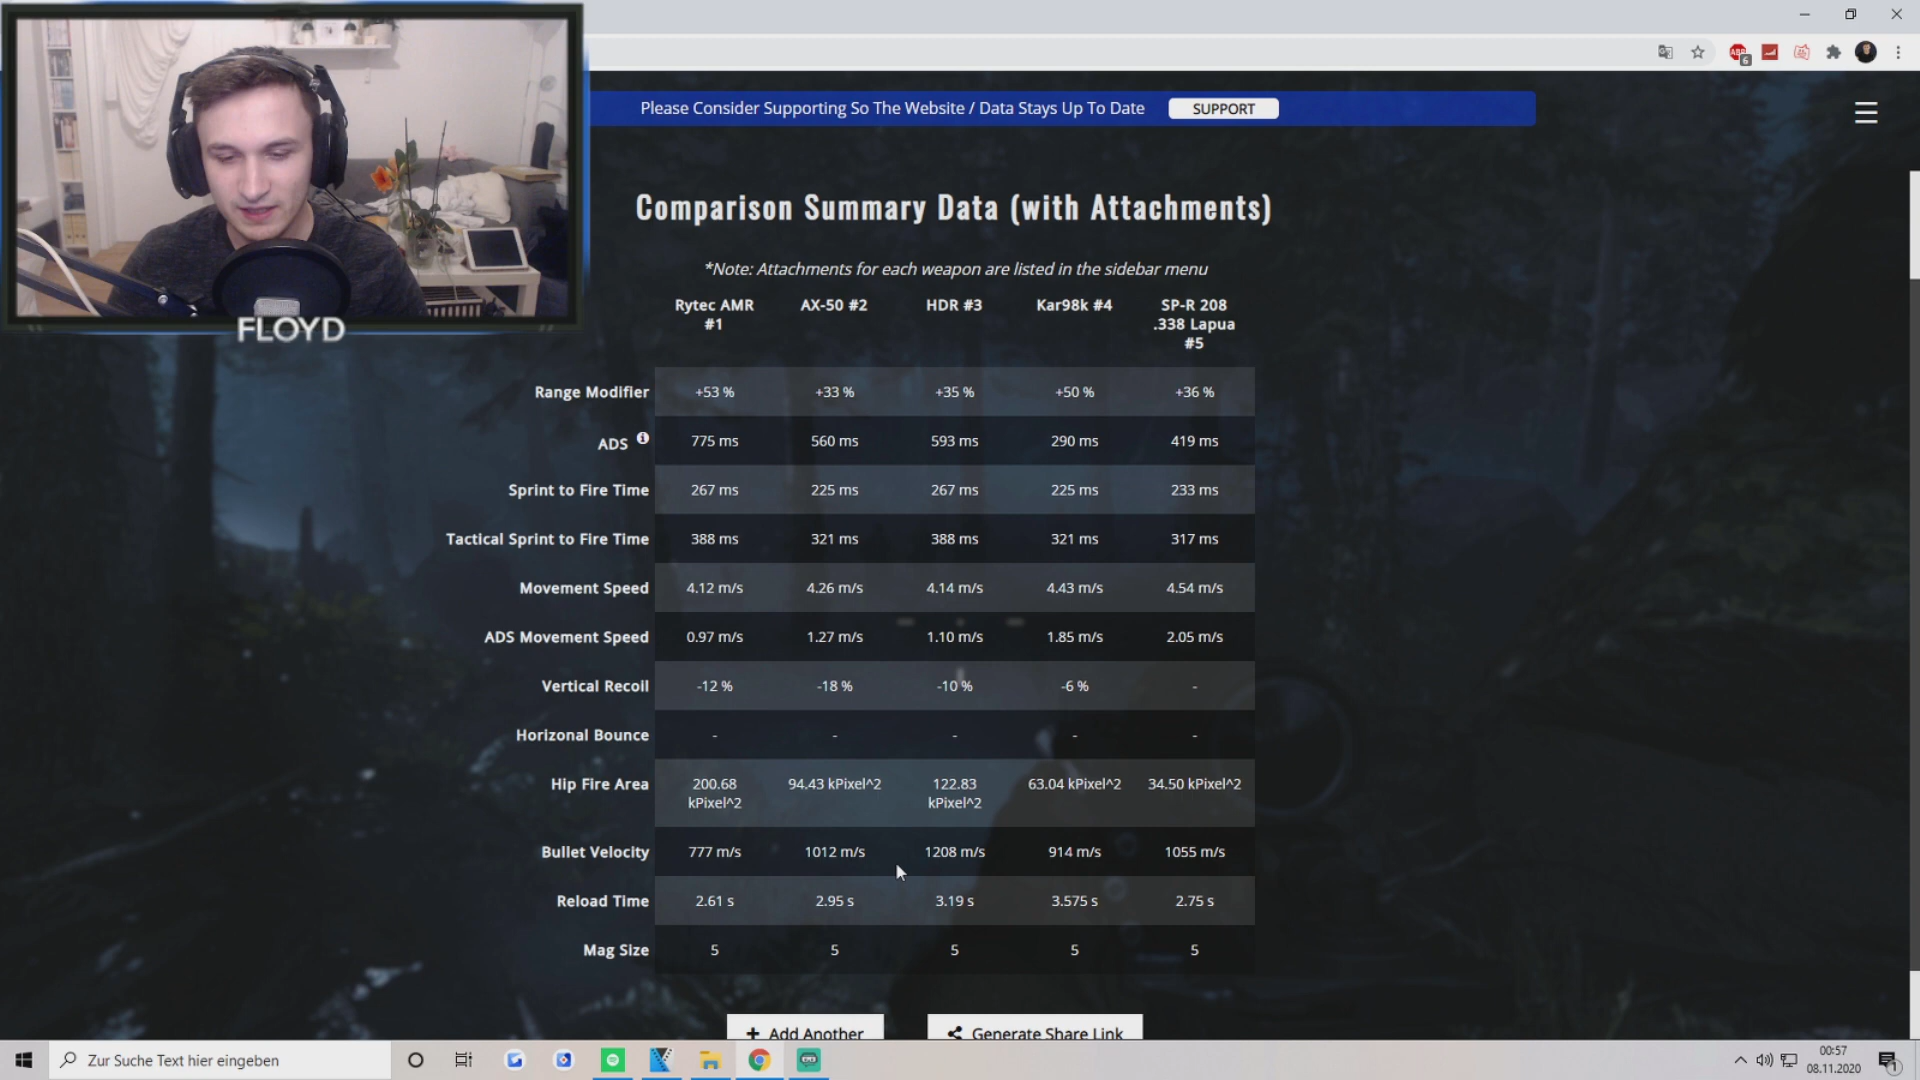 FLOYD
6
Please Consider Supporting So The Website / Data Stays Up To Date SUPPORT
Comparison Summary Data (with Attachments)
*Note: Attachments for each weapon are listed in the sidebar menu
Rytec AMR #1 AX-50 #2 HDR #3 Kar98k #4 SP-R 208 .338 Lapua #5
Range Modifier +53 % +33 % +35 % +50 % +36 %
ADS 775 ms 560 ms 593 ms 290 ms 419 ms
Sprint to Fire Time 267 ms 225 ms 267 ms 225 ms 233 ms
Tactical Sprint to Fire Time 388 ms 321 ms 388 ms 321 ms 317 ms
Movement Speed 4.12 m/s 4.26 m/s 4.14 m/s 4.43 m/s 4.54 m/s
ADS Movement Speed 0.97 m/s 1.27 m/s 1.10 m/s 1.85 m/s 2.05 m/s
Vertical Recoil -12 % -18 % -10 % -6 % -
Horizonal Bounce - - - - -
Hip Fire Area 200.68 kPixel^2 94.43 kPixel^2 122.83 kPixel^2 63.04 kPixel^2 34.50 kPixel^2
Bullet Velocity 777 m/s 1012 m/s 1208 m/s 914 m/s 1055 m/s
Reload Time 2.61 s 2.95 s 3.19 s 3.575 s 2.75 s
Mag Size 5 5 5 5 5
+ Add Another Generate Share Link
Zur Suche Text hier eingeben
00:57
08.11.2020
1